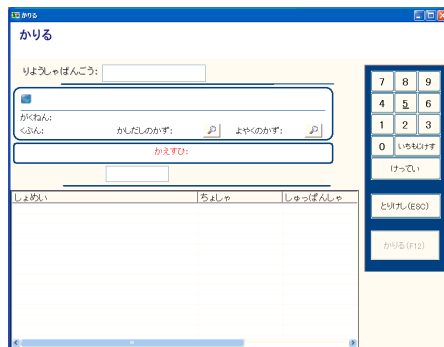 かりる
かりる
りようしゃばんごう:
がくねん:
くぶん: かしだしのかず: よやくのかず:
かえすひ:
しょめい ちょしゃ しゅっぱんしゃ
7 8 9
4 5 6
1 2 3
0 いちもじけす
けってい
とりけし(ESC)
かりる(F12)